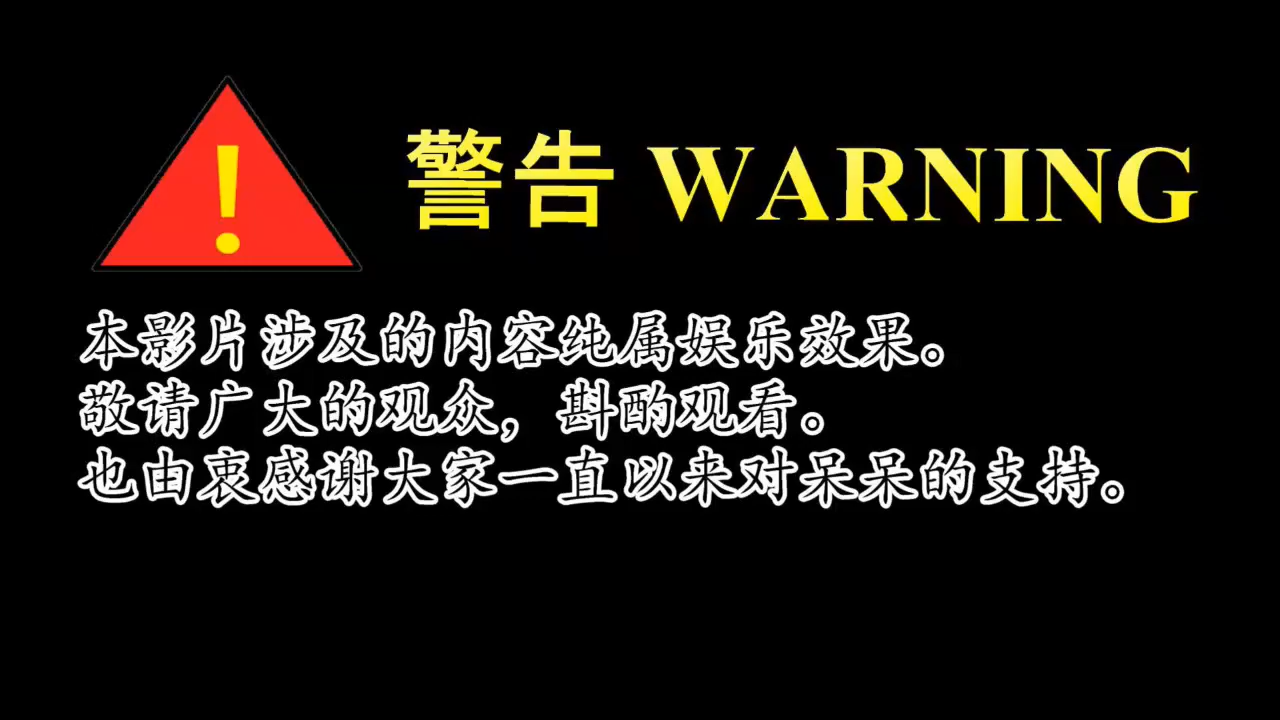 警告 WARNING
本影片涉及的内容纯属娱乐效果。
敬请广大的观众，斟酌观看。
也由衷感谢大家一直以来对呆呆的支持。